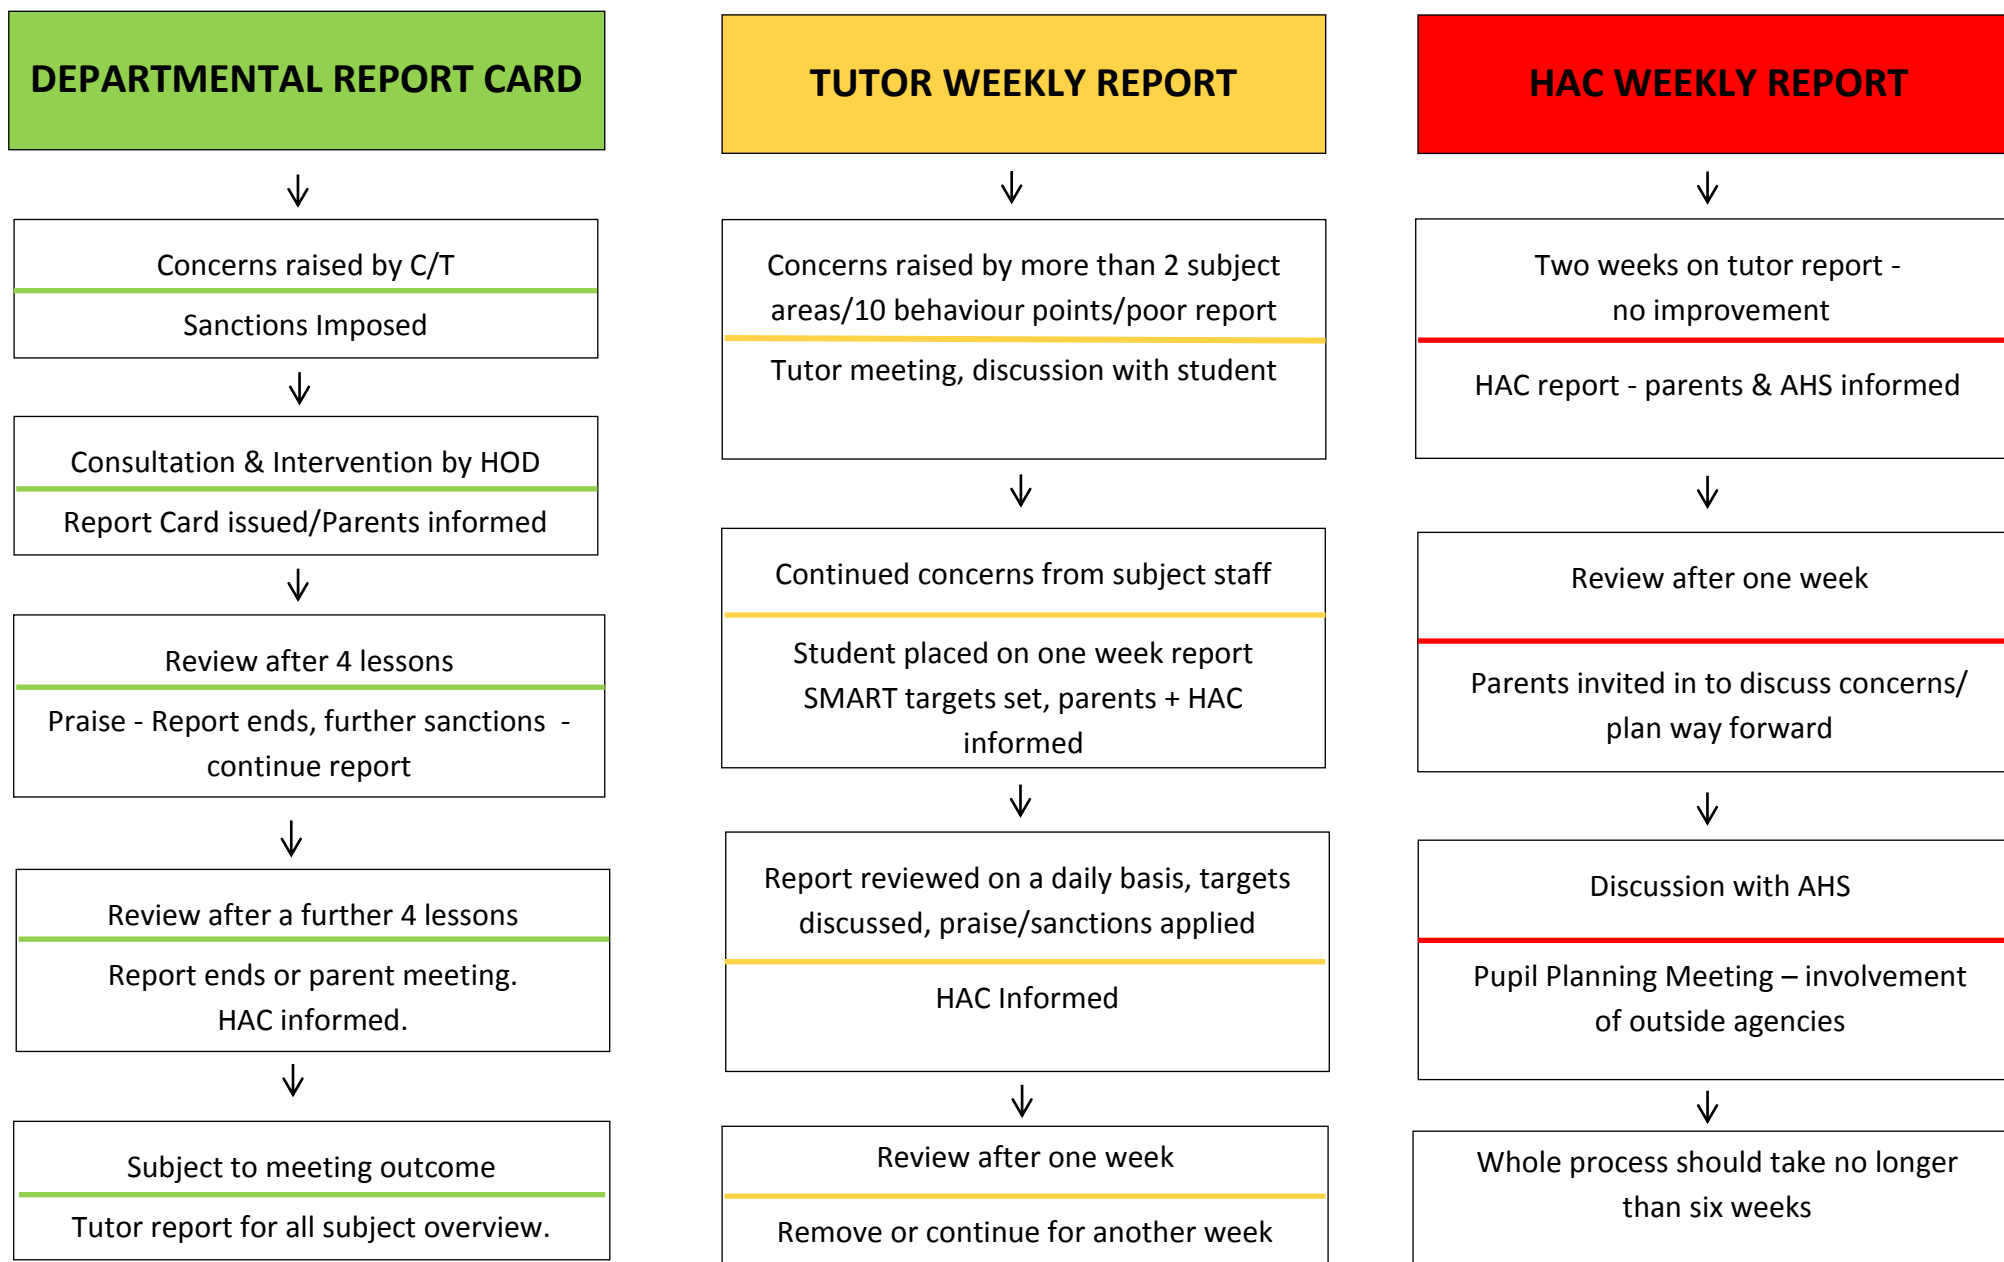 DEPARTMENTAL REPORT CARD
Concerns raised by C/T
Sanctions Imposed
Consultation & Intervention by HOD
Report Card issued/Parents informed
Review after 4 lessons
Praise - Report ends, further sanctions -
continue report
Review after a further 4 lessons
Report ends or parent meeting.
HAC informed.
Subject to meeting outcome
Tutor report for all subject overview.
TUTOR WEEKLY REPORT
Concerns raised by more than 2 subject
areas/10 behaviour points/poor report
Tutor meeting, discussion with student
Continued concerns from subject staff
Student placed on one week report
SMART targets set, parents + HAC
informed
Report reviewed on a daily basis, targets
discussed, praise/sanctions applied
HAC Informed
Review after one week
Remove or continue for another week
HAC WEEKLY REPORT
Two weeks on tutor report -
no improvement
HAC report - parents & AHS informed
Review after one week
Parents invited in to discuss concerns/
plan way forward
Discussion with AHS
Pupil Planning Meeting – involvement
of outside agencies
Whole process should take no longer
than six weeks